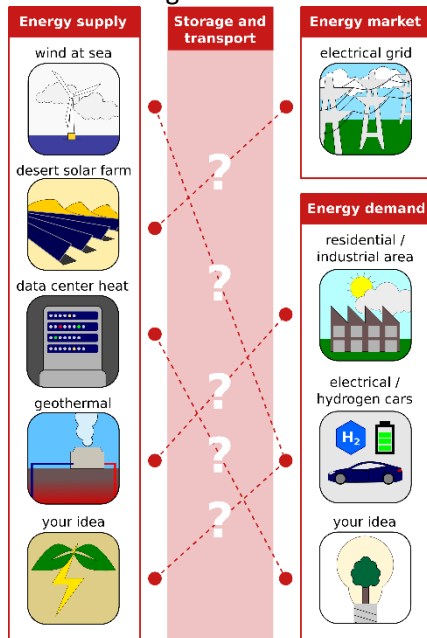 Energy supply
wind at sea
desert solar farm
data center heat
geothermal
your idea
Storage and
transport
?
?
?
?
?
Energy market
electrical grid
Energy demand
residential /
industrial area
electrical /
hydrogen cars
H₂
your idea